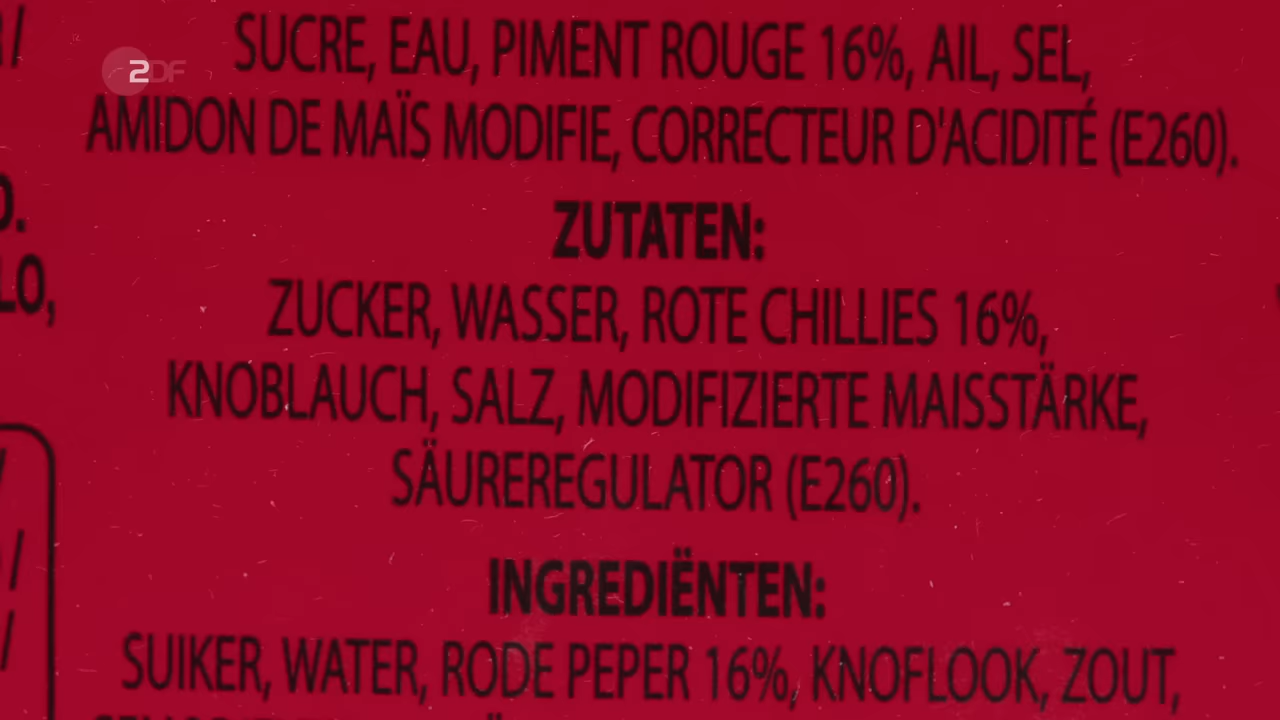 ZDF
SUCRE, EAU, PIMENT ROUGE 16%, AIL, SEL,
AMIDON DE MAÏS MODIFIE, CORRECTEUR D'ACIDITÉ (E260).
ZUTATEN:
ZUCKER, WASSER, ROTE CHILLIES 16%,
KNOBLAUCH, SALZ, MODIFIZIERTE MAISSTÄRKE,
SÄUREREGULATOR (E260).
INGREDIËNTEN:
SUIKER, WATER, RODE PEPER 16%, KNOFLOOK, ZOUT,